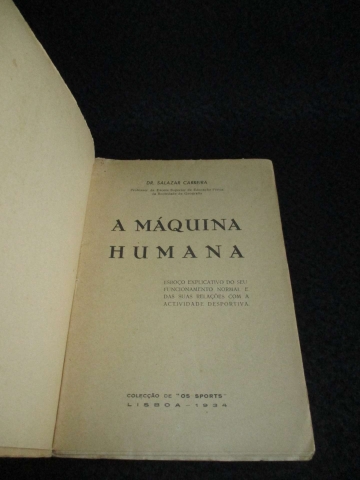 DR. SALAZAR CARREIRA
A MÁQUINA
HUMANA
ESBOÇO EXPLICATIVO DO SEU
FUNCIONAMENTO NORMAL E
DAS SUAS RELAÇÕES COM A
ACTIVIDADE DESPORTIVA
COLECÇÃO DE "OS SPORTS"
LISBOA - 1934